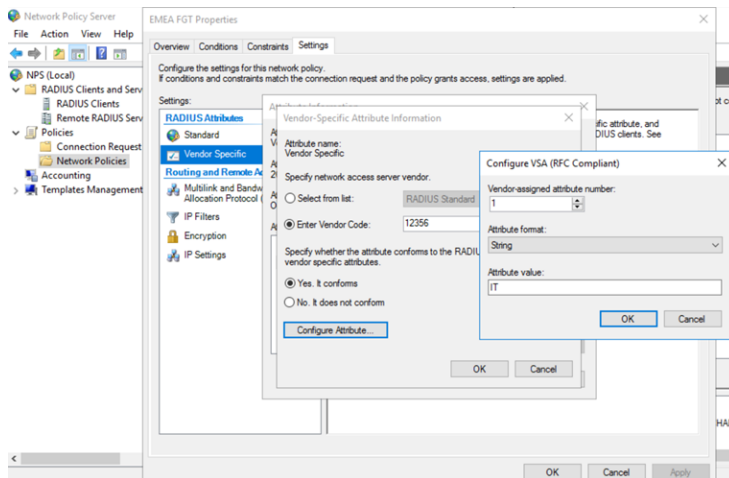 Network Policy Server
File Action View Help
NPS (Local)
RADIUS Clients and Serv
RADIUS Clients
Remote RADIUS Serv
Policies
Connection Request
Network Policies
Accounting
Templates Management
EMEA FGT Properties
Overview Conditions Constraints Settings
Configure the settings for this network policy.
If conditions and constraints match the connection request and the policy grants access, settings are applied.
Settings:
RADIUS Attributes
Standard
Vendor Specific
Routing and Remote Ac
Multilink and Bandw
Allocation Protocol (
IP Filters
Encryption
IP Settings
Vendor-Specific Attribute Information
Attribute name:
Vendor Specific
Specify network access server vendor.
Select from list: RADIUS Standard
Enter Vendor Code: 12356
Specify whether the attribute conforms to the RADIU
vendor specific attributes.
Yes. It conforms
No. It does not conform
Configure Attribute...
OK Cancel
ific attribute, and
DIUS clients. See
Configure VSA (RFC Compliant)
Vendor-assigned attribute number:
1
Attribute format:
String
Attribute value:
IT
OK Cancel
OK Cancel Apply